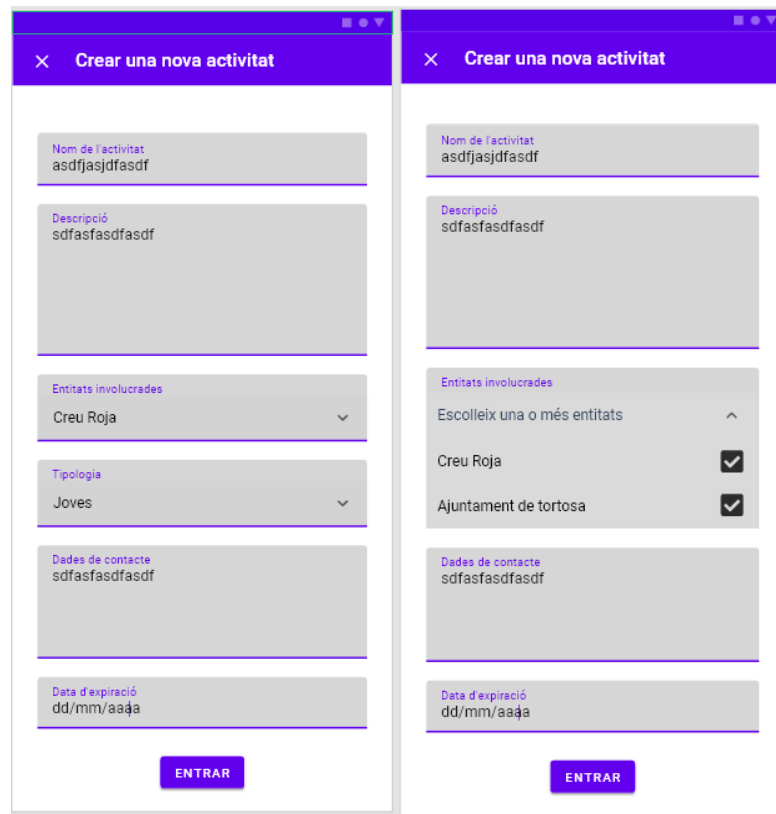 Crear una nova activitat
Nom de l'activitat
asdfjasjdfasdf
Descripció
sdfasfasdfasdf
Entitats involucrades
Creu Roja
Tipologia
Joves
Dades de contacte
sdfasfasdfasdf
Data d'expiració
dd/mm/aaaa
ENTRAR
Crear una nova activitat
Nom de l'activitat
asdfjasjdfasdf
Descripció
sdfasfasdfasdf
Entitats involucrades
Escolleix una o més entitats
Creu Roja
Ajuntament de tortosa
Dades de contacte
sdfasfasdfasdf
Data d'expiració
dd/mm/aaaa
ENTRAR